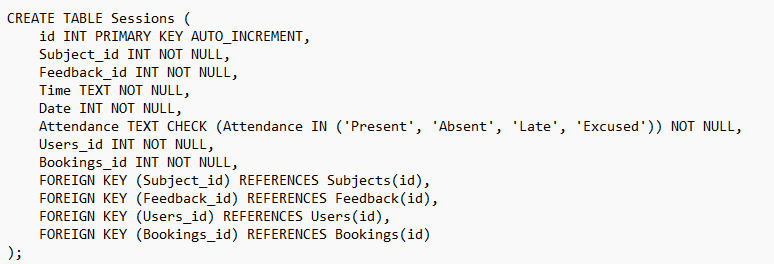 CREATE TABLE Sessions (
    id INT PRIMARY KEY AUTO_INCREMENT,
    Subject_id INT NOT NULL,
    Feedback_id INT NOT NULL,
    Time TEXT NOT NULL,
    Date INT NOT NULL,
    Attendance TEXT CHECK (Attendance IN ('Present', 'Absent', 'Late', 'Excused')) NOT NULL,
    Users_id INT NOT NULL,
    Bookings_id INT NOT NULL,
    FOREIGN KEY (Subject_id) REFERENCES Subjects(id),
    FOREIGN KEY (Feedback_id) REFERENCES Feedback(id),
    FOREIGN KEY (Users_id) REFERENCES Users(id),
    FOREIGN KEY (Bookings_id) REFERENCES Bookings(id)
);